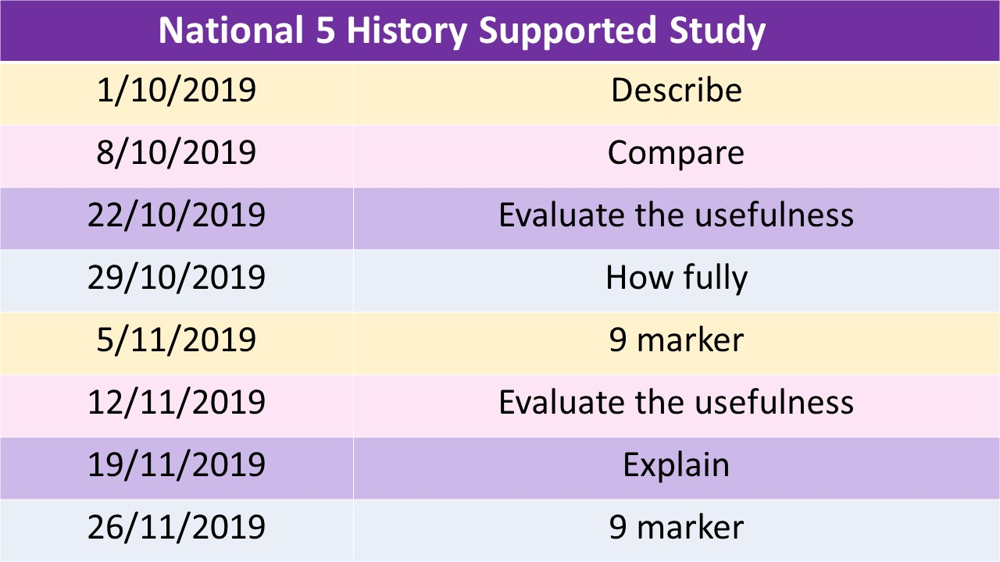 National 5 History Supported Study
1/10/2019 Describe
8/10/2019 Compare
22/10/2019 Evaluate the usefulness
29/10/2019 How fully
5/11/2019 9 marker
12/11/2019 Evaluate the usefulness
19/11/2019 Explain
26/11/2019 9 marker